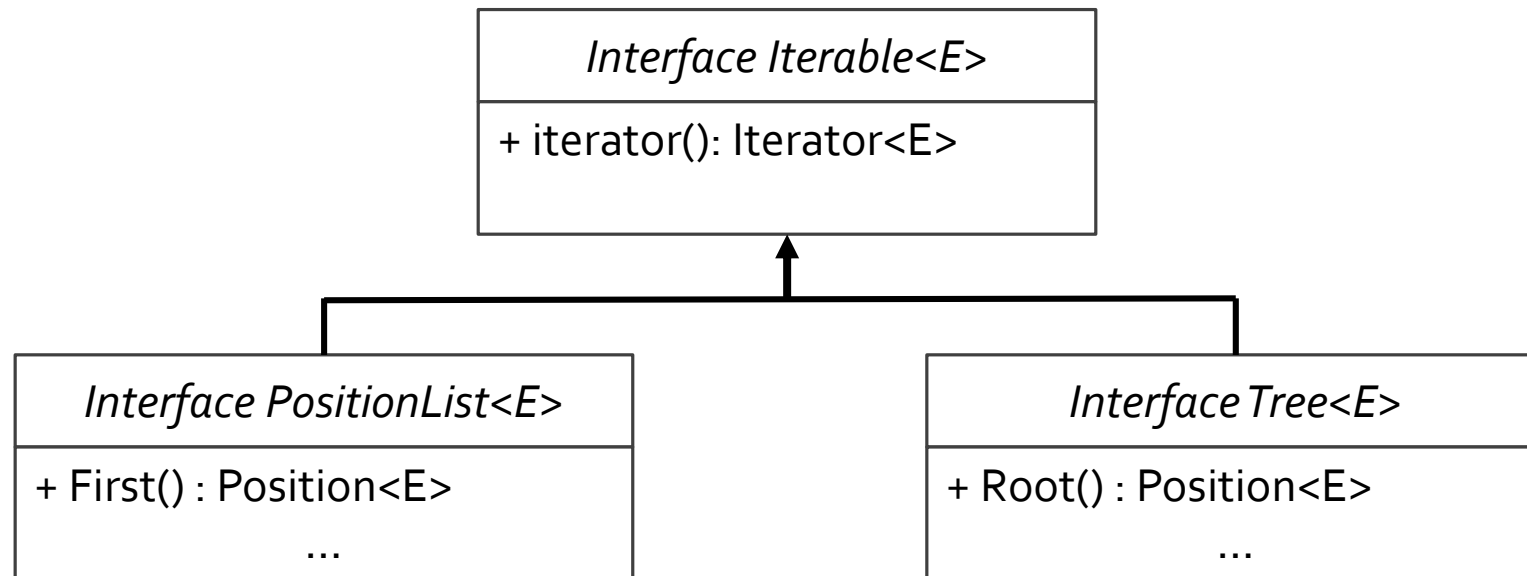 Interface Iterable<E>
+ iterator(): Iterator<E>
Interface PositionList<E>
+ First() : Position<E>
...
Interface Tree<E>
+ Root() : Position<E>
...